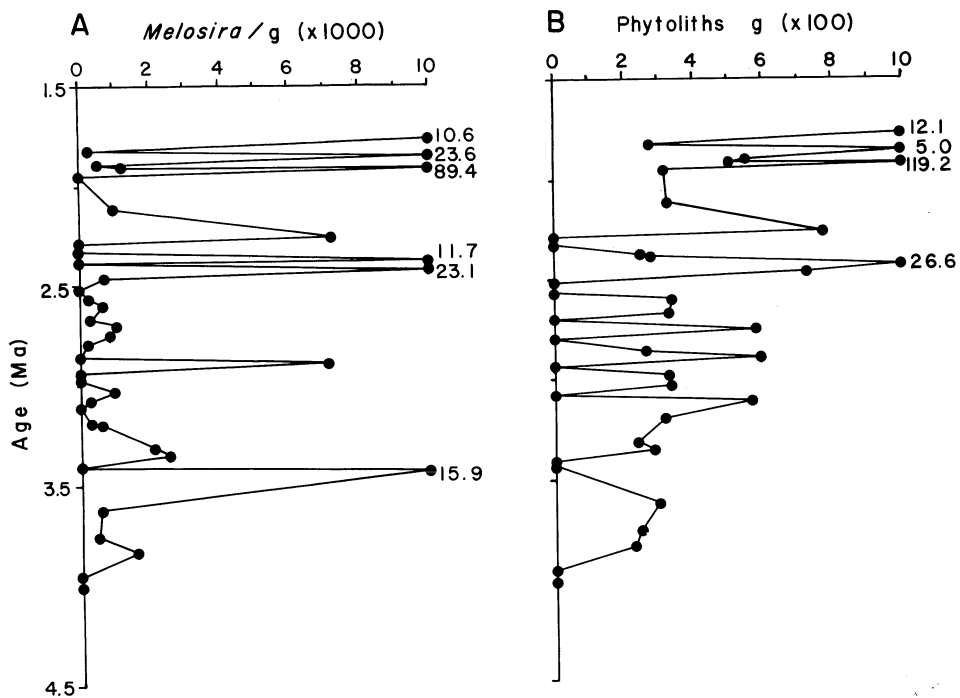 A Melosira/g (x1000)
0 2 4 6 8 10
1.5
2.5
3.5
4.5
Age (Ma)
10.6
23.6
89.4
11.7
23.1
15.9
B Phytoliths g (x100)
0 2 4 6 8 10
12.1
5.0
119.2
26.6